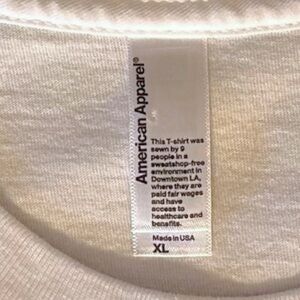 American Apparel®
This T-shirt was
sewn by 9
people in a
sweatshop-free
environment in
Downtown LA,
where they are
paid fair wages
and have
access to
healthcare and
benefits.
Made in USA
XL